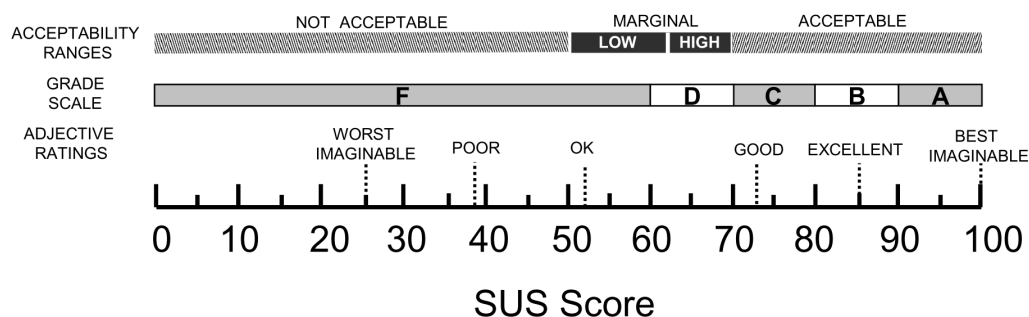 ACCEPTABILITY RANGES
NOT ACCEPTABLE
MARGINAL
ACCEPTABLE
LOW
HIGH
GRADE SCALE
F
D
C
B
A
ADJECTIVE RATINGS
WORST IMAGINABLE
POOR
OK
GOOD
EXCELLENT
BEST IMAGINABLE
0 10 20 30 40 50 60 70 80 90 100
SUS Score